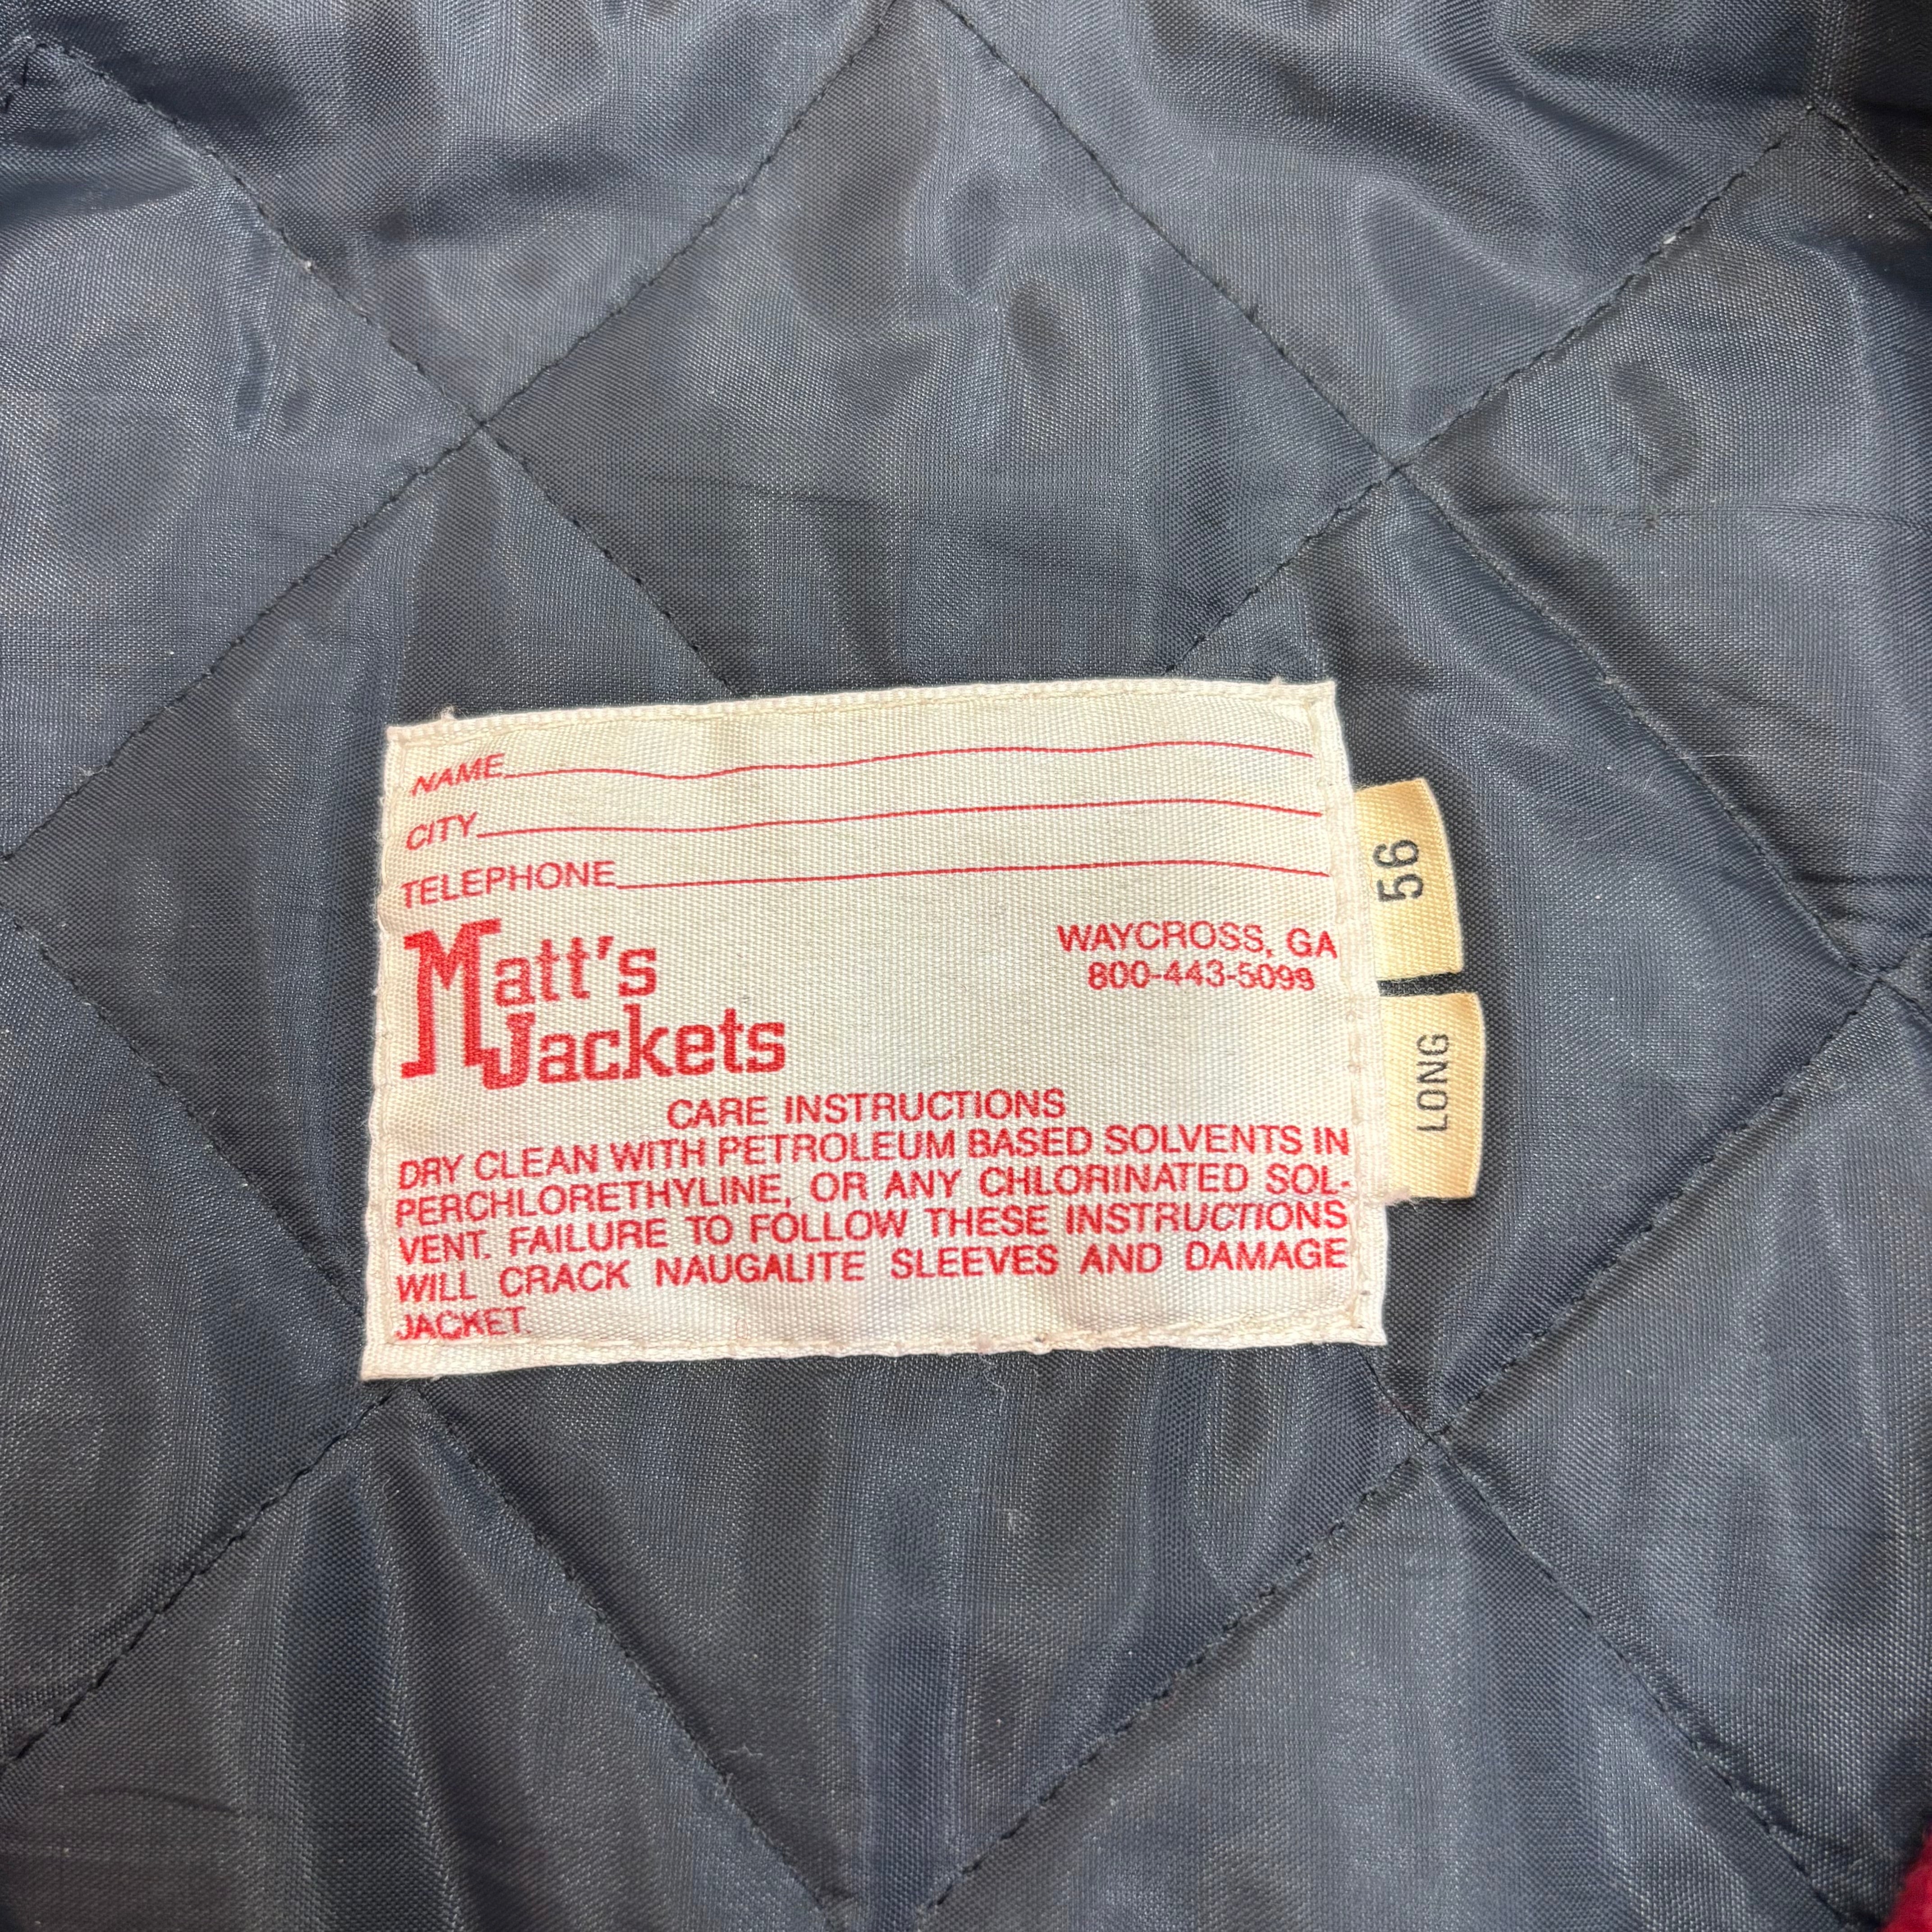 NAME
CITY
TELEPHONE
Matt's
Jackets
WAYCROSS, GA
800-443-5099
CARE INSTRUCTIONS
DRY CLEAN WITH PETROLEUM BASED SOLVENTS IN
PERCHLORETHYLINE, OR ANY CHLORINATED SOL-
VENT. FAILURE TO FOLLOW THESE INSTRUCTIONS
WILL CRACK NAUGALITE SLEEVES AND DAMAGE
JACKET.
56
LONG